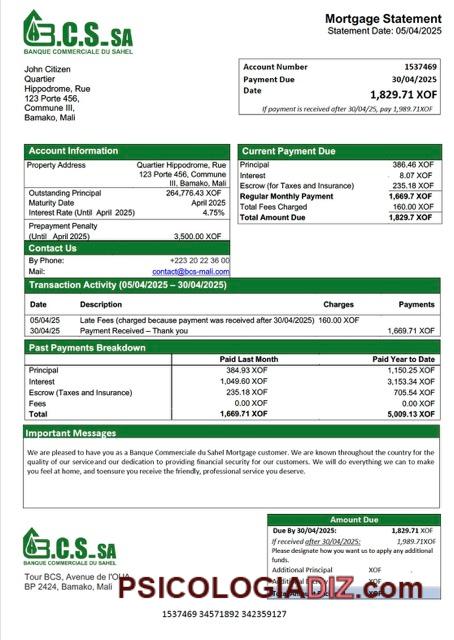 B.C.S. SA
BANQUE COMMERCIALE DU SAHEL
Mortgage Statement
Statement Date: 05/04/2025
John Citizen
Quartier
Hippodrome, Rue
123 Porte 456,
Commune III,
Bamako, Mali
Account Number 1537469
Payment Due 30/04/2025
Date
1,829.71 XOF
If payment is received after 30/04/25, pay 1,989.71XOF
Account Information
Property Address Quartier Hippodrome, Rue
123 Porte 456, Commune
III, Bamako, Mali
Outstanding Principal 264,776.43 XOF
Maturity Date April 2025
Interest Rate (Until April 2025) 4.75%
Prepayment Penalty
(Until April 2025) 3,500.00 XOF
Contact Us
By Phone: +223 20 22 36 00
Mail: contact@bcs-mali.com
Current Payment Due
Principal 386.46 XOF
Interest 8.07 XOF
Escrow (for Taxes and Insurance) 235.18 XOF
Regular Monthly Payment 1,669.7 XOF
Total Fees Charged 160.00 XOF
Total Amount Due 1,829.7 XOF
Transaction Activity (05/04/2025 – 30/04/2025)
Date Description Charges Payments
05/04/25 Late Fees (charged because payment was received after 30/04/2025) 160.00 XOF
30/04/25 Payment Received – Thank you 1,669.71 XOF
Past Payments Breakdown
Paid Last Month Paid Year to Date
Principal 384.93 XOF 1,150.25 XOF
Interest 1,049.60 XOF 3,153.34 XOF
Escrow (Taxes and Insurance) 235.18 XOF 705.54 XOF
Fees 0.00 XOF 0.00 XOF
Total 1,669.71 XOF 5,009.13 XOF
Important Messages
We are pleased to have you as a Banque Commerciale du Sahel Mortgage customer. We are known throughout the country for the
quality of our service and our dedication to providing financial security for our customers. We will do everything we can to make
you feel at home, and toensure you receive the friendly, professional service you deserve.
B.C.S. SA
BANQUE COMMERCIALE DU SAHEL
Tour BCS, Avenue de l'OUA
BP 2424, Bamako, Mali
Amount Due
Due By 30/04/2025: 1,829.71 XOF
If received after 30/04/2025: 1,989.71XOF
Please designate how you want us to apply any additional
funds.
Additional Principal XOF
Additional Escrow XOF
Total Amount XOF
PSICOLOGIADIZ.com
1537469 34571892 342359127